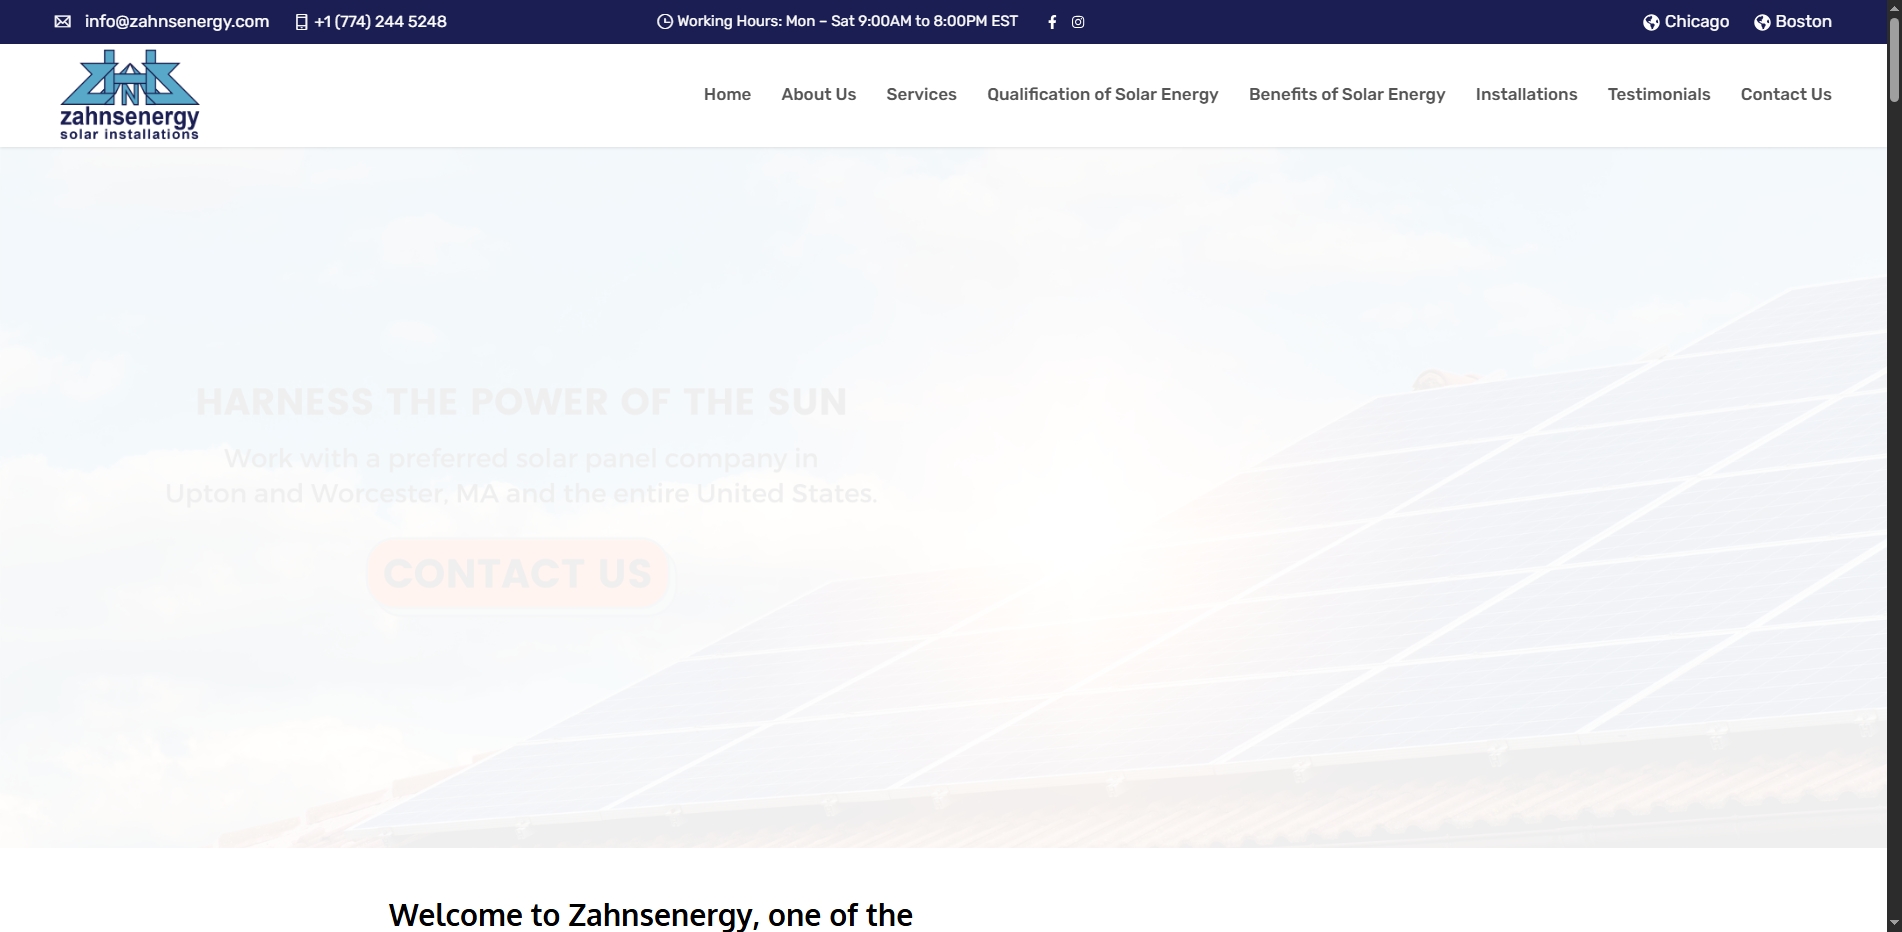 info@zahnsenergy.com
+1 (774) 244 5248
Working Hours: Mon – Sat 9:00AM to 8:00PM EST
Chicago
Boston
ZNS
zahnsenergy
solar installations
Home
About Us
Services
Qualification of Solar Energy
Benefits of Solar Energy
Installations
Testimonials
Contact Us
HARNESS THE POWER OF THE SUN
Work with a preferred solar panel company in
Upton and Worcester, MA and the entire United States.
CONTACT US
Welcome to Zahnsenergy, one of the